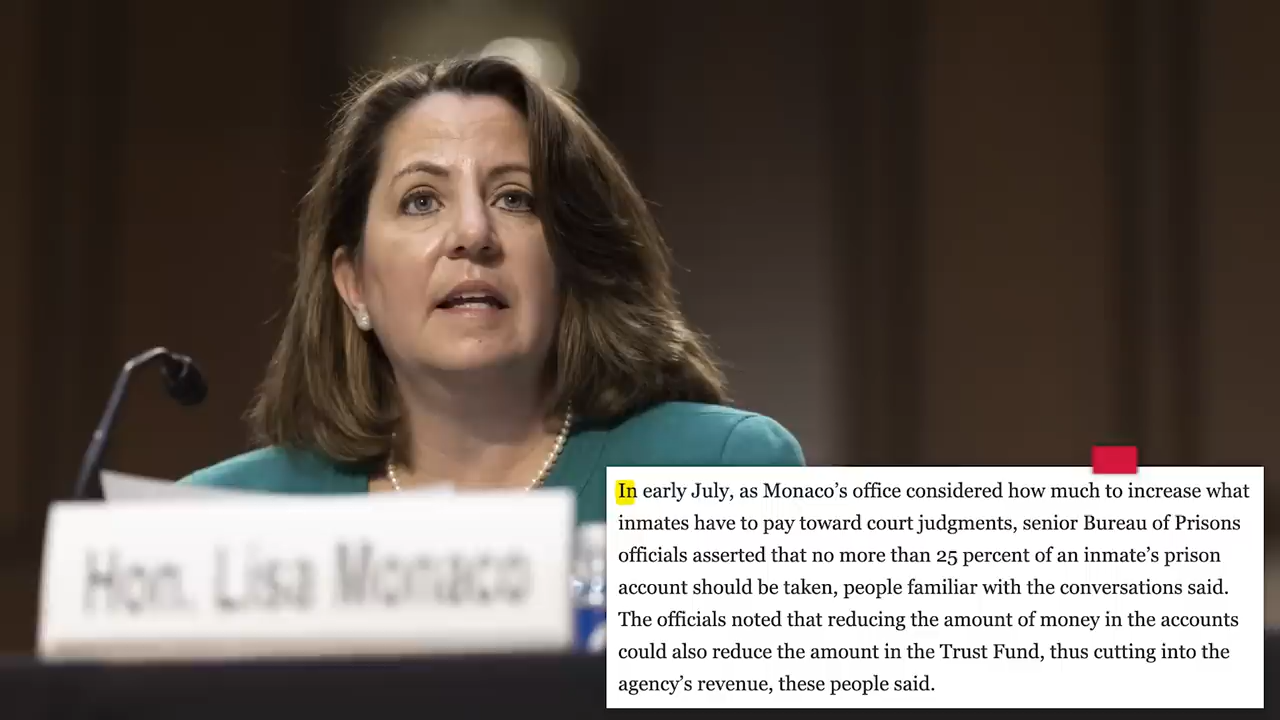 Hon. Lisa Monaco
In early July, as Monaco’s office considered how much to increase what
inmates have to pay toward court judgments, senior Bureau of Prisons
officials asserted that no more than 25 percent of an inmate’s prison
account should be taken, people familiar with the conversations said.
The officials noted that reducing the amount of money in the accounts
could also reduce the amount in the Trust Fund, thus cutting into the
agency’s revenue, these people said.